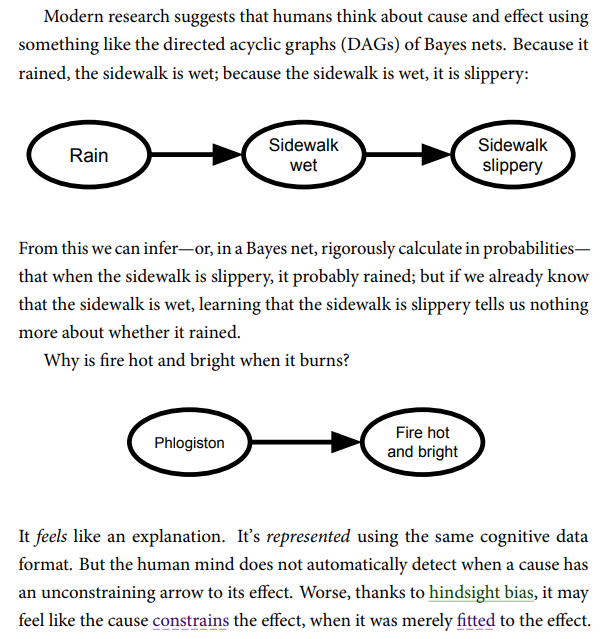 Modern research suggests that humans think about cause and effect using
something like the directed acyclic graphs (DAGs) of Bayes nets. Because it
rained, the sidewalk is wet; because the sidewalk is wet, it is slippery:
Rain
Sidewalk
wet
Sidewalk
slippery
From this we can infer—or, in a Bayes net, rigorously calculate in probabilities—
that when the sidewalk is slippery, it probably rained; but if we already know
that the sidewalk is wet, learning that the sidewalk is slippery tells us nothing
more about whether it rained.
Why is fire hot and bright when it burns?
Phlogiston
Fire hot
and bright
It feels like an explanation. It’s represented using the same cognitive data
format. But the human mind does not automatically detect when a cause has
an unconstraining arrow to its effect. Worse, thanks to hindsight bias, it may
feel like the cause constrains the effect, when it was merely fitted to the effect.